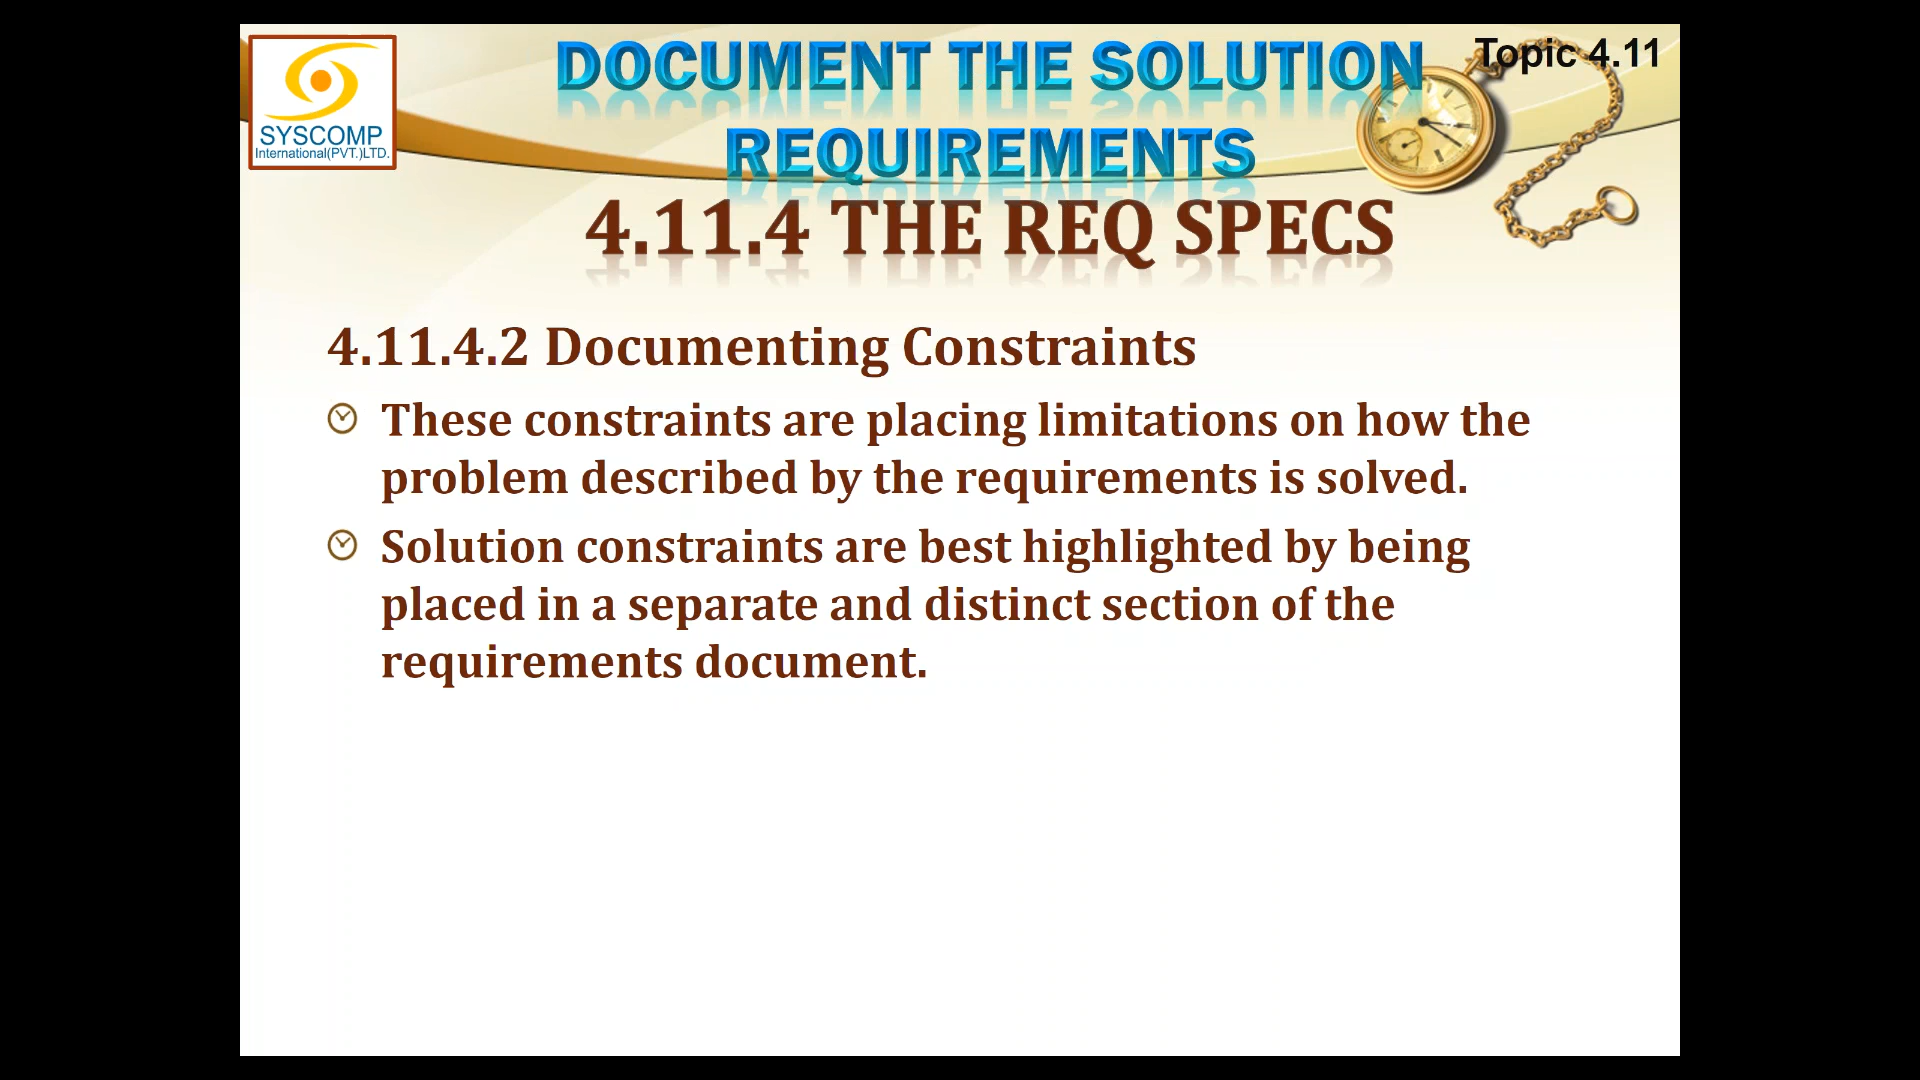 DOCUMENT THE SOLUTION
Topic 4.11
REQUIREMENTS
SYSCOMP
International(PVT.)LTD.
4.11.4 THE REQ SPECS
4.11.4.2 Documenting Constraints
These constraints are placing limitations on how the
problem described by the requirements is solved.
Solution constraints are best highlighted by being
placed in a separate and distinct section of the
requirements document.